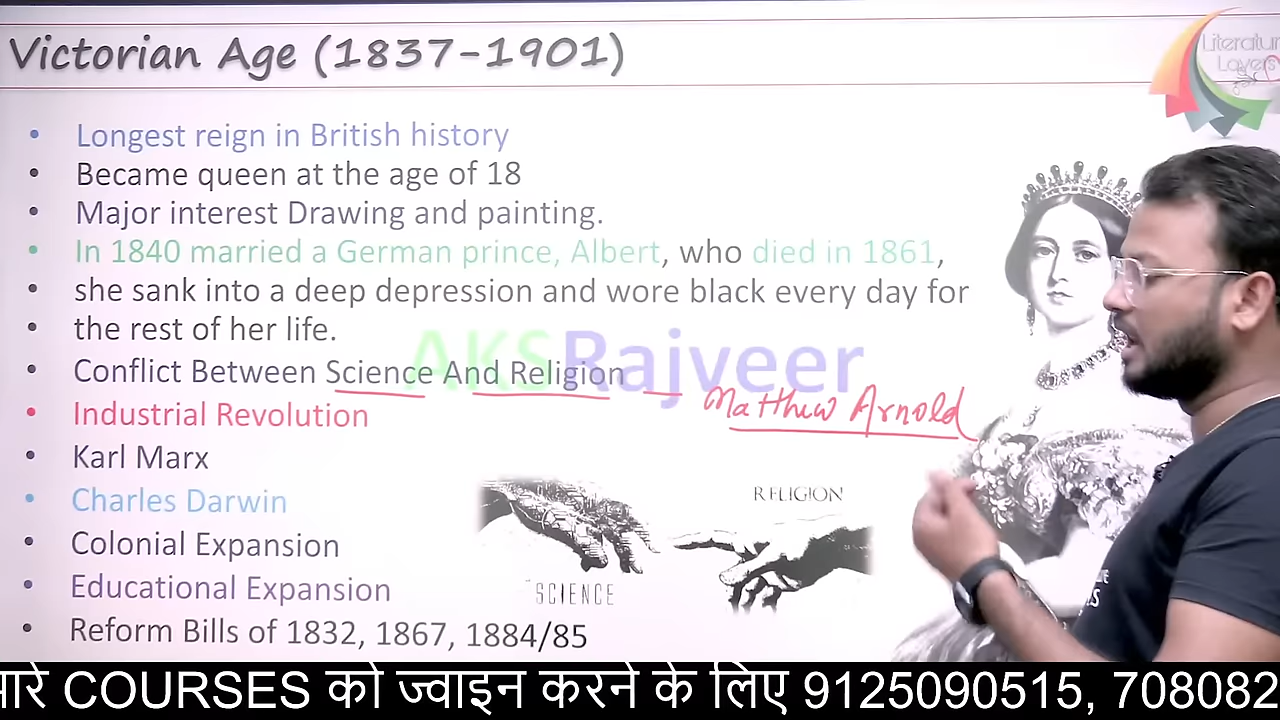 Victorian Age (1837-1901)
Literatur
Lovers
• Longest reign in British history
• Became queen at the age of 18
• Major interest Drawing and painting.
• In 1840 married a German prince, Albert, who died in 1861,
• she sank into a deep depression and wore black every day for
• the rest of her life.
AKSRajveer
• Conflict Between Science And Religion
Matthew Arnold
• Industrial Revolution
• Karl Marx
• Charles Darwin
RELIGION
• Colonial Expansion
• Educational Expansion
SCIENCE
• Reform Bills of 1832, 1867, 1884/85
मारे COURSES को ज्वाइन करने के लिए 9125090515, 708082